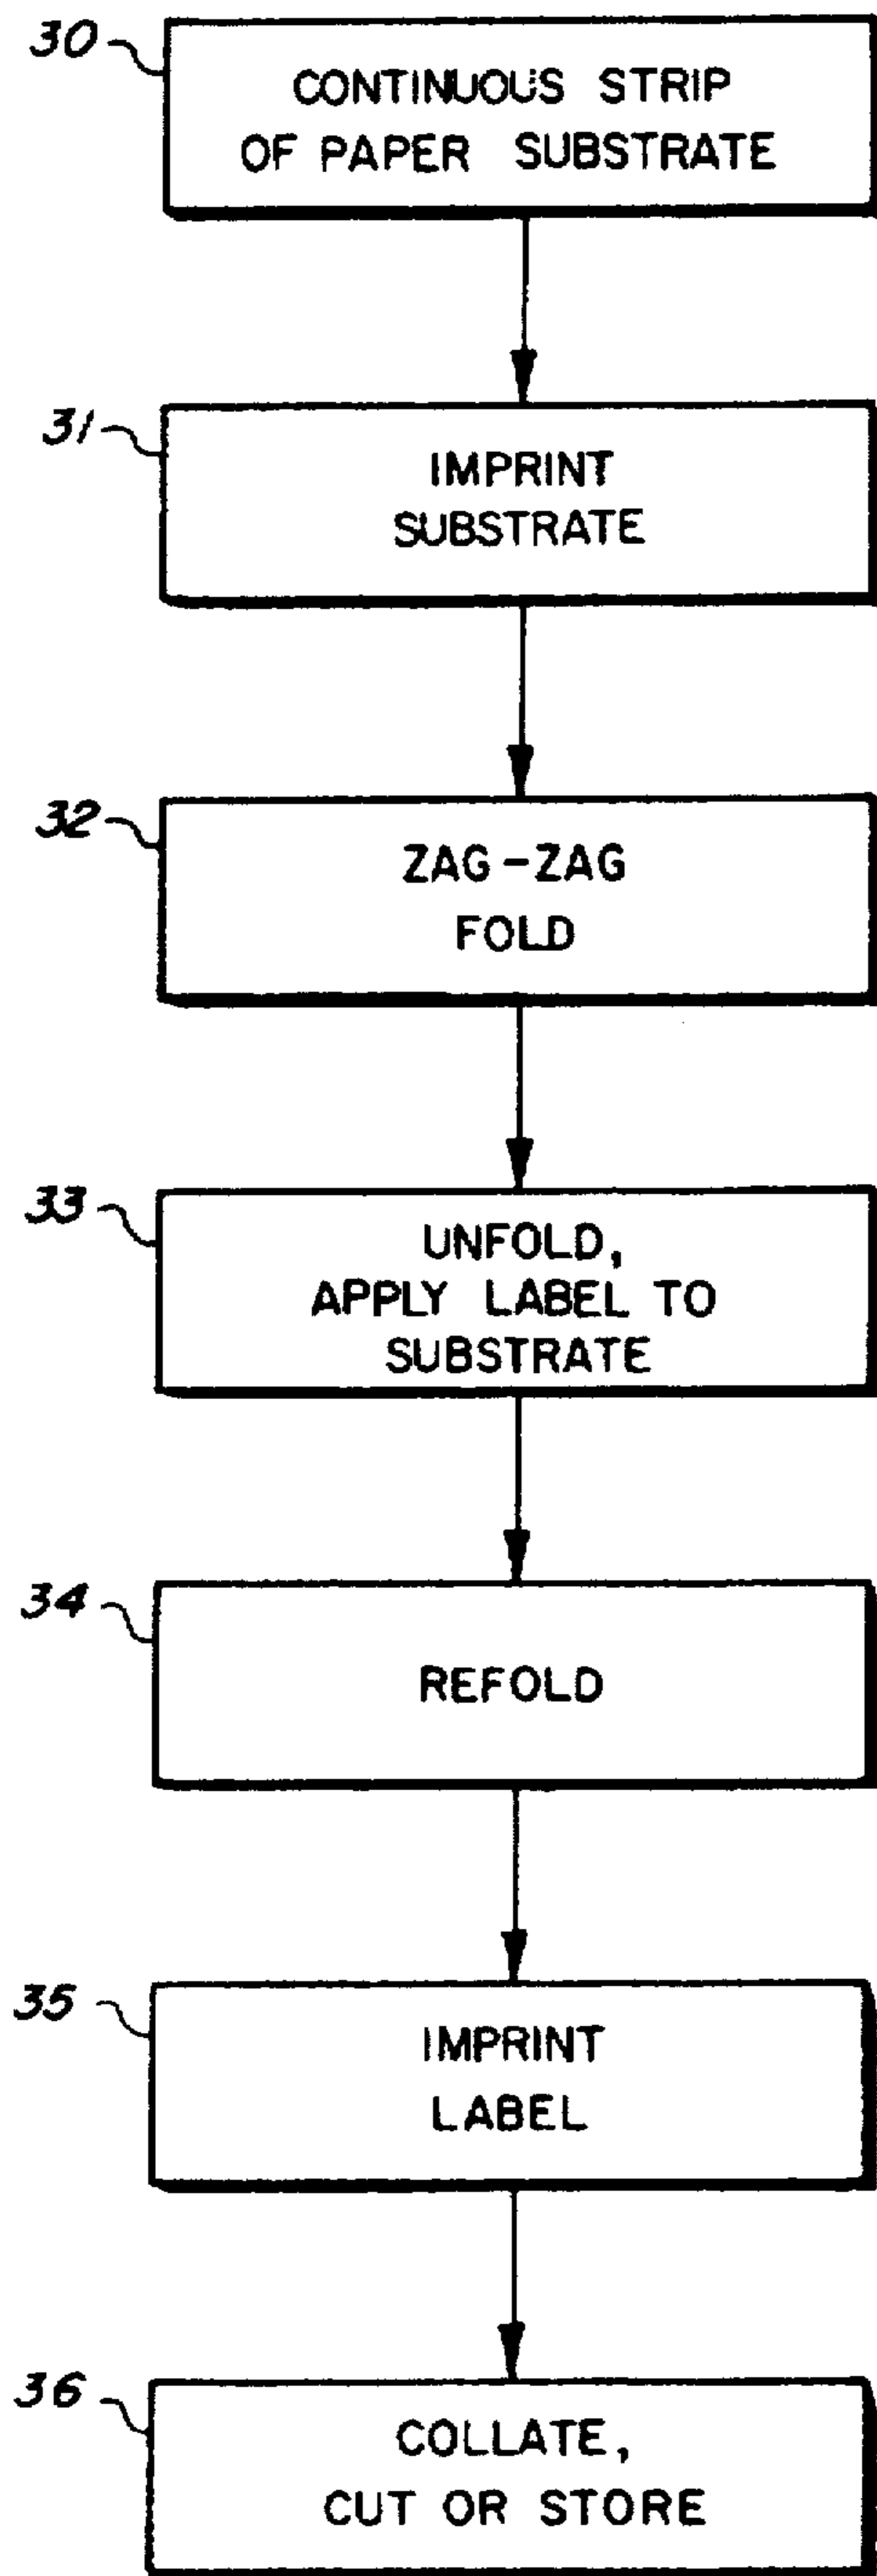 30
CONTINUOUS STRIP
OF PAPER SUBSTRATE
31
IMPRINT
SUBSTRATE
32
ZAG-ZAG
FOLD
33
UNFOLD,
APPLY LABEL TO
SUBSTRATE
34
REFOLD
35
IMPRINT
LABEL
36
COLLATE,
CUT OR STORE